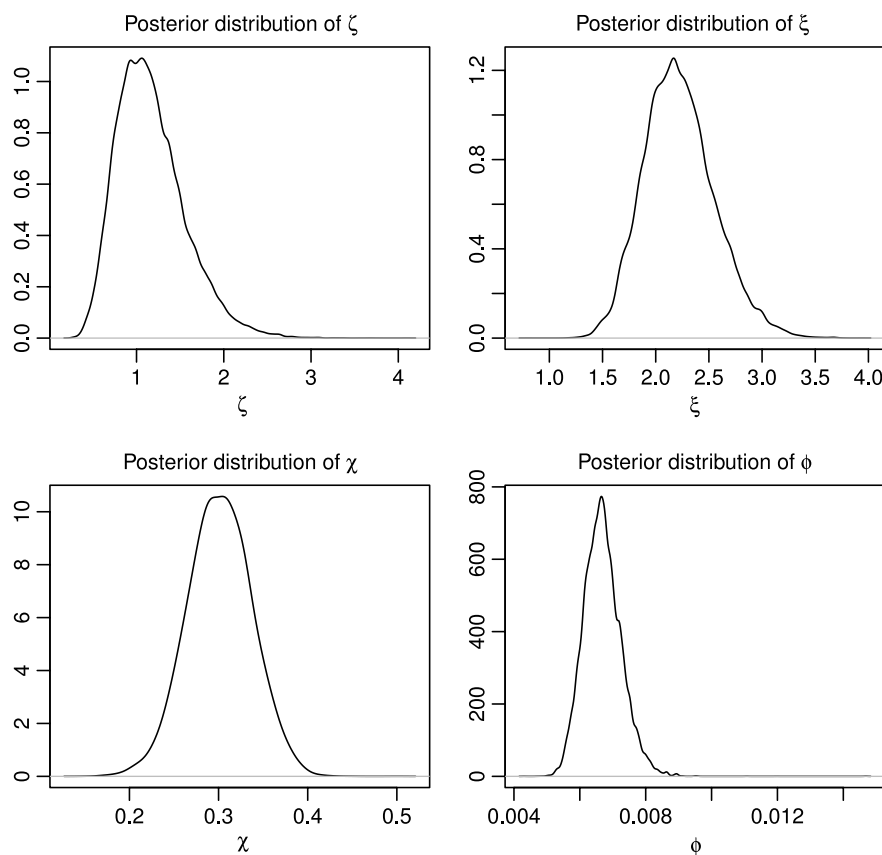 Posterior distribution of ζ
0.0 0.2 0.4 0.6 0.8 1.0
1 2 3 4
ζ
Posterior distribution of ξ
0.0 0.4 0.8 1.2
1.0 1.5 2.0 2.5 3.0 3.5 4.0
ξ
Posterior distribution of χ
0 2 4 6 8 10
0.2 0.3 0.4 0.5
χ
Posterior distribution of ϕ
0 200 400 600 800
0.004 0.008 0.012
ϕ